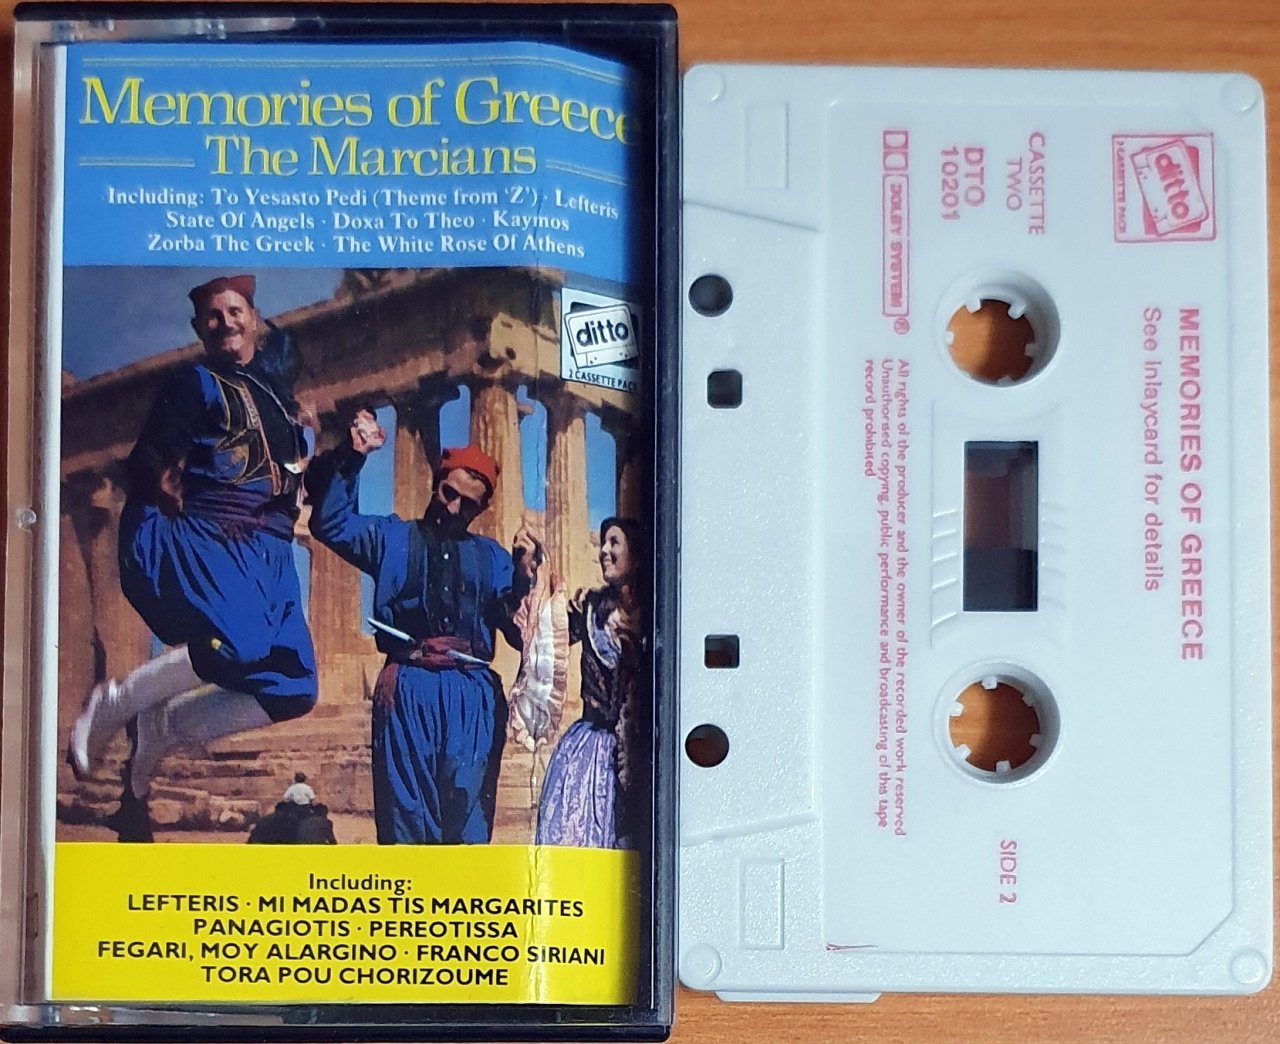 Memories of Greece
The Marcians
Including: To Yesasto Pedi (Theme from ‘Z’) · Lefteris
State Of Angels · Doxa To Theo · Kaymos
Zorba The Greek · The White Rose Of Athens
ditto
2 CASSETTE PACK
Including:
LEFTERIS · MI MADAS TIS MARGARITES
PANAGIOTIS · PEREOTISSA
FEGARI, MOY ALARGINO · FRANCO SIRIANI
TORA POU CHORIZOUME
ditto
2 CASSETTE PACK
MEMORIES OF GREECE
See inlaycard for details
CASSETTE
TWO
DTO
10201
DOLBY SYSTEM®
SIDE 2
All rights of the producer and the owner of the recorded work reserved
Unauthorised copying, public performance and broadcasting of this tape
record prohibited